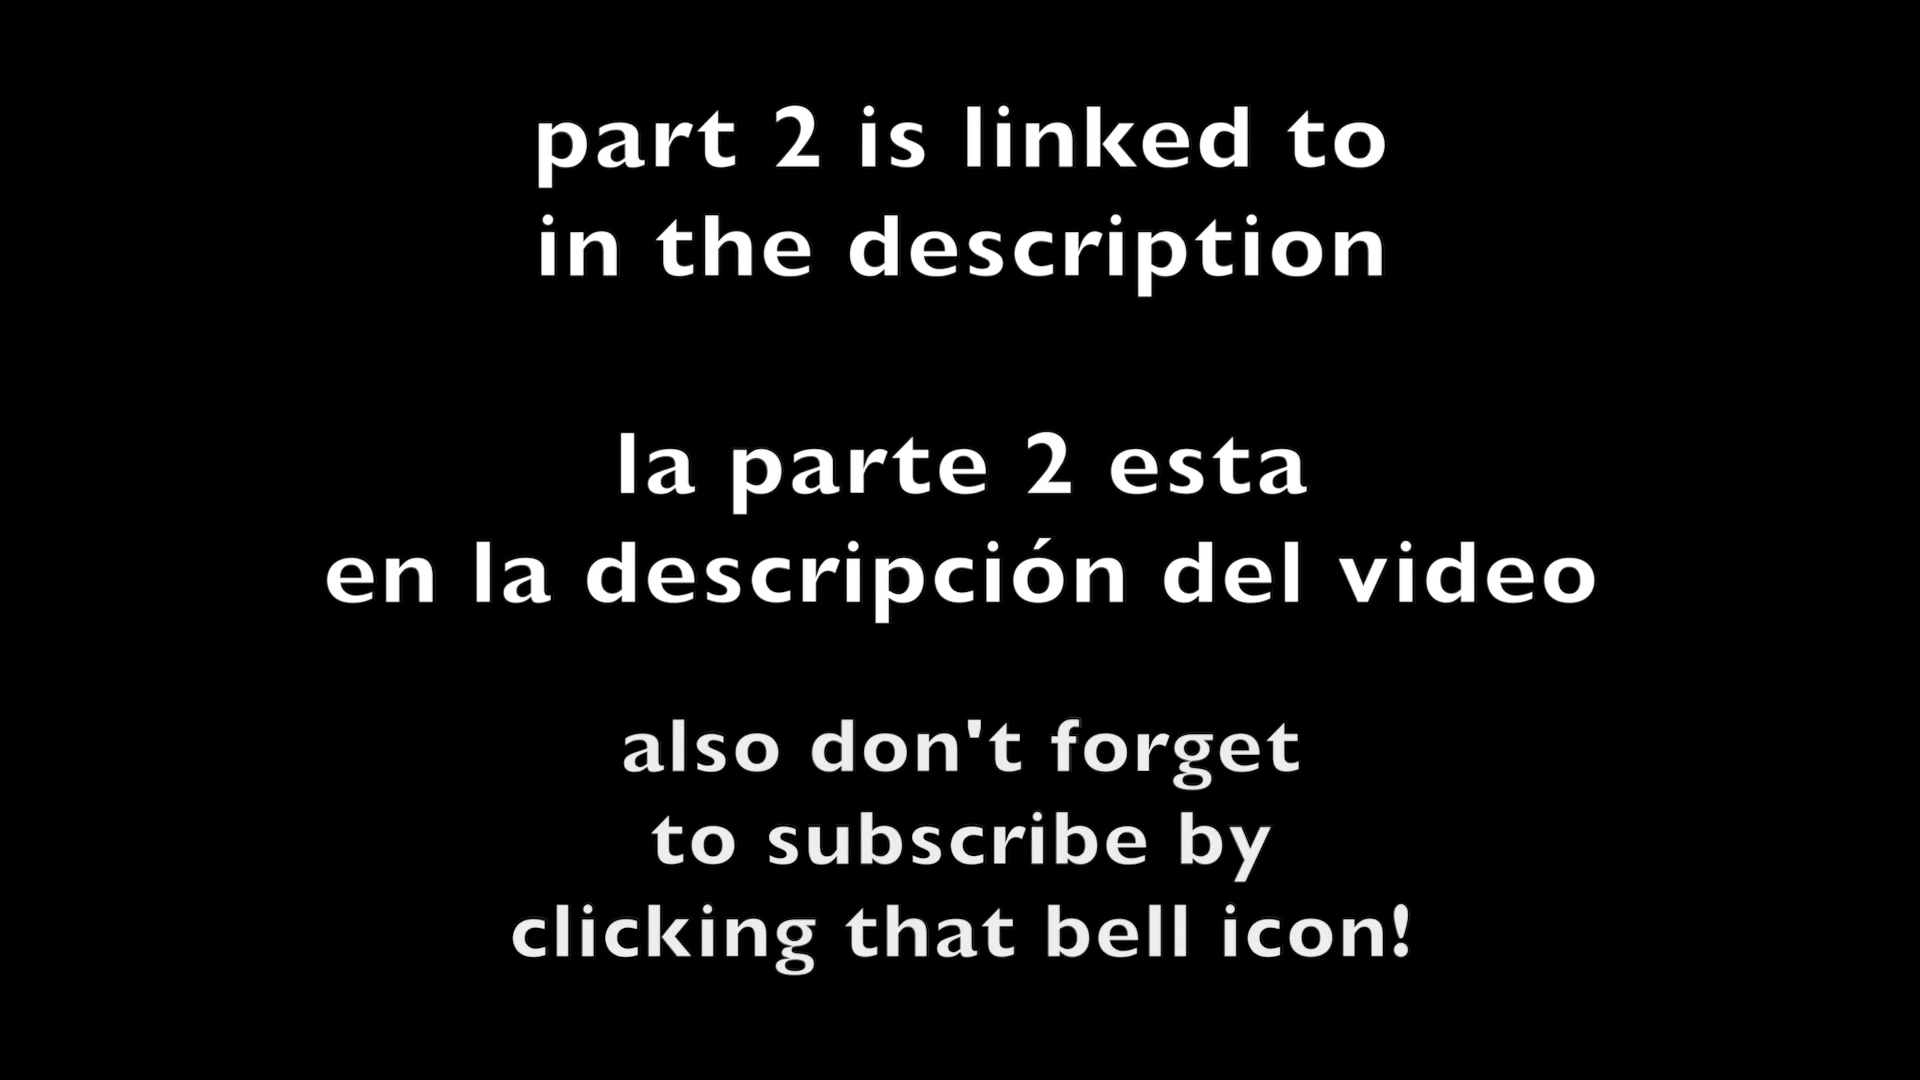 part 2 is linked to
in the description
la parte 2 esta
en la descripción del video
also don't forget
to subscribe by
clicking that bell icon!